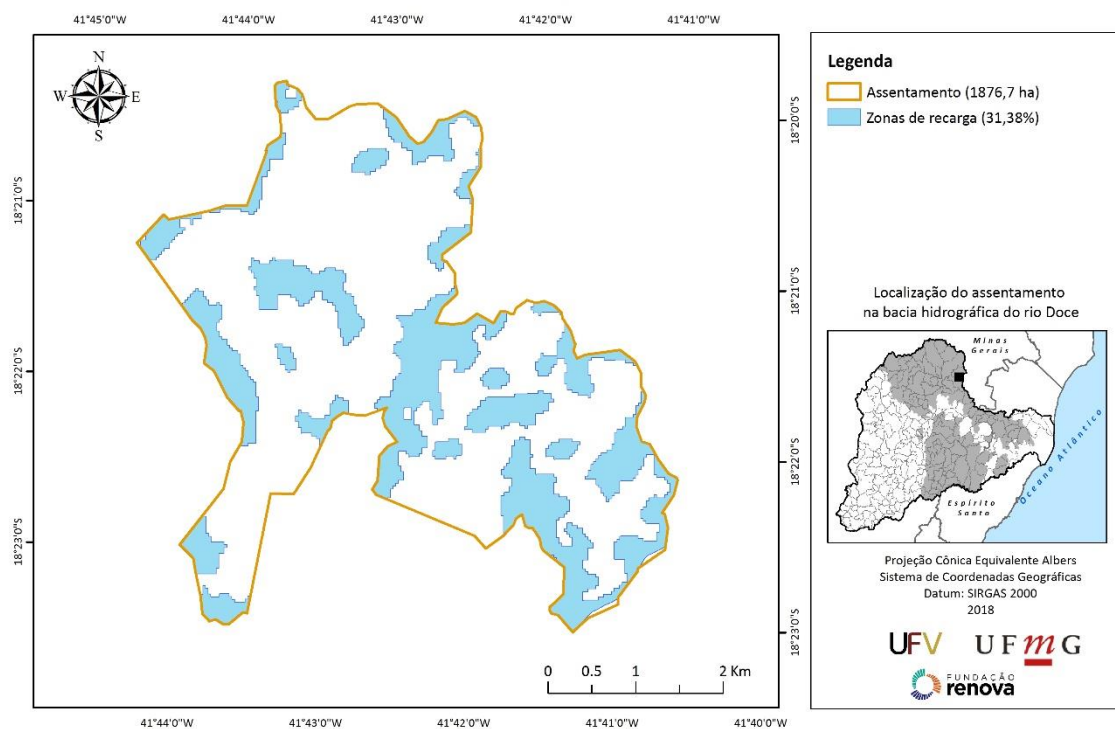 41°45'0"W 41°44'0"W 41°43'0"W 41°42'0"W 41°41'0"W
N
W E
S
18°21'0"S
18°22'0"S
18°23'0"S
18°20'0"S
18°21'0"S
18°22'0"S
18°23'0"S
0 0.5 1 2 Km
41°44'0"W 41°43'0"W 41°42'0"W 41°41'0"W 41°40'0"W
Legenda
Assentamento (1876,7 ha)
Zonas de recarga (31,38%)
Localização do assentamento
na bacia hidrográfica do rio Doce
Minas
Gerais
Oceano Atlântico
Espírito
Santo
Projeção Cônica Equivalente Albers
Sistema de Coordenadas Geográficas
Datum: SIRGAS 2000
2018
UFV UFmG
FUNDAÇÃO
renova